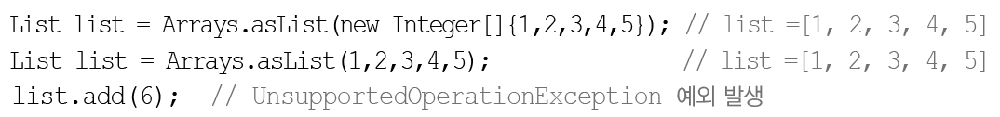 List list = Arrays.asList(new Integer[]{1,2,3,4,5}); // list =[1, 2, 3, 4, 5]
List list = Arrays.asList(1,2,3,4,5); // list =[1, 2, 3, 4, 5]
list.add(6); // UnsupportedOperationException 예외 발생